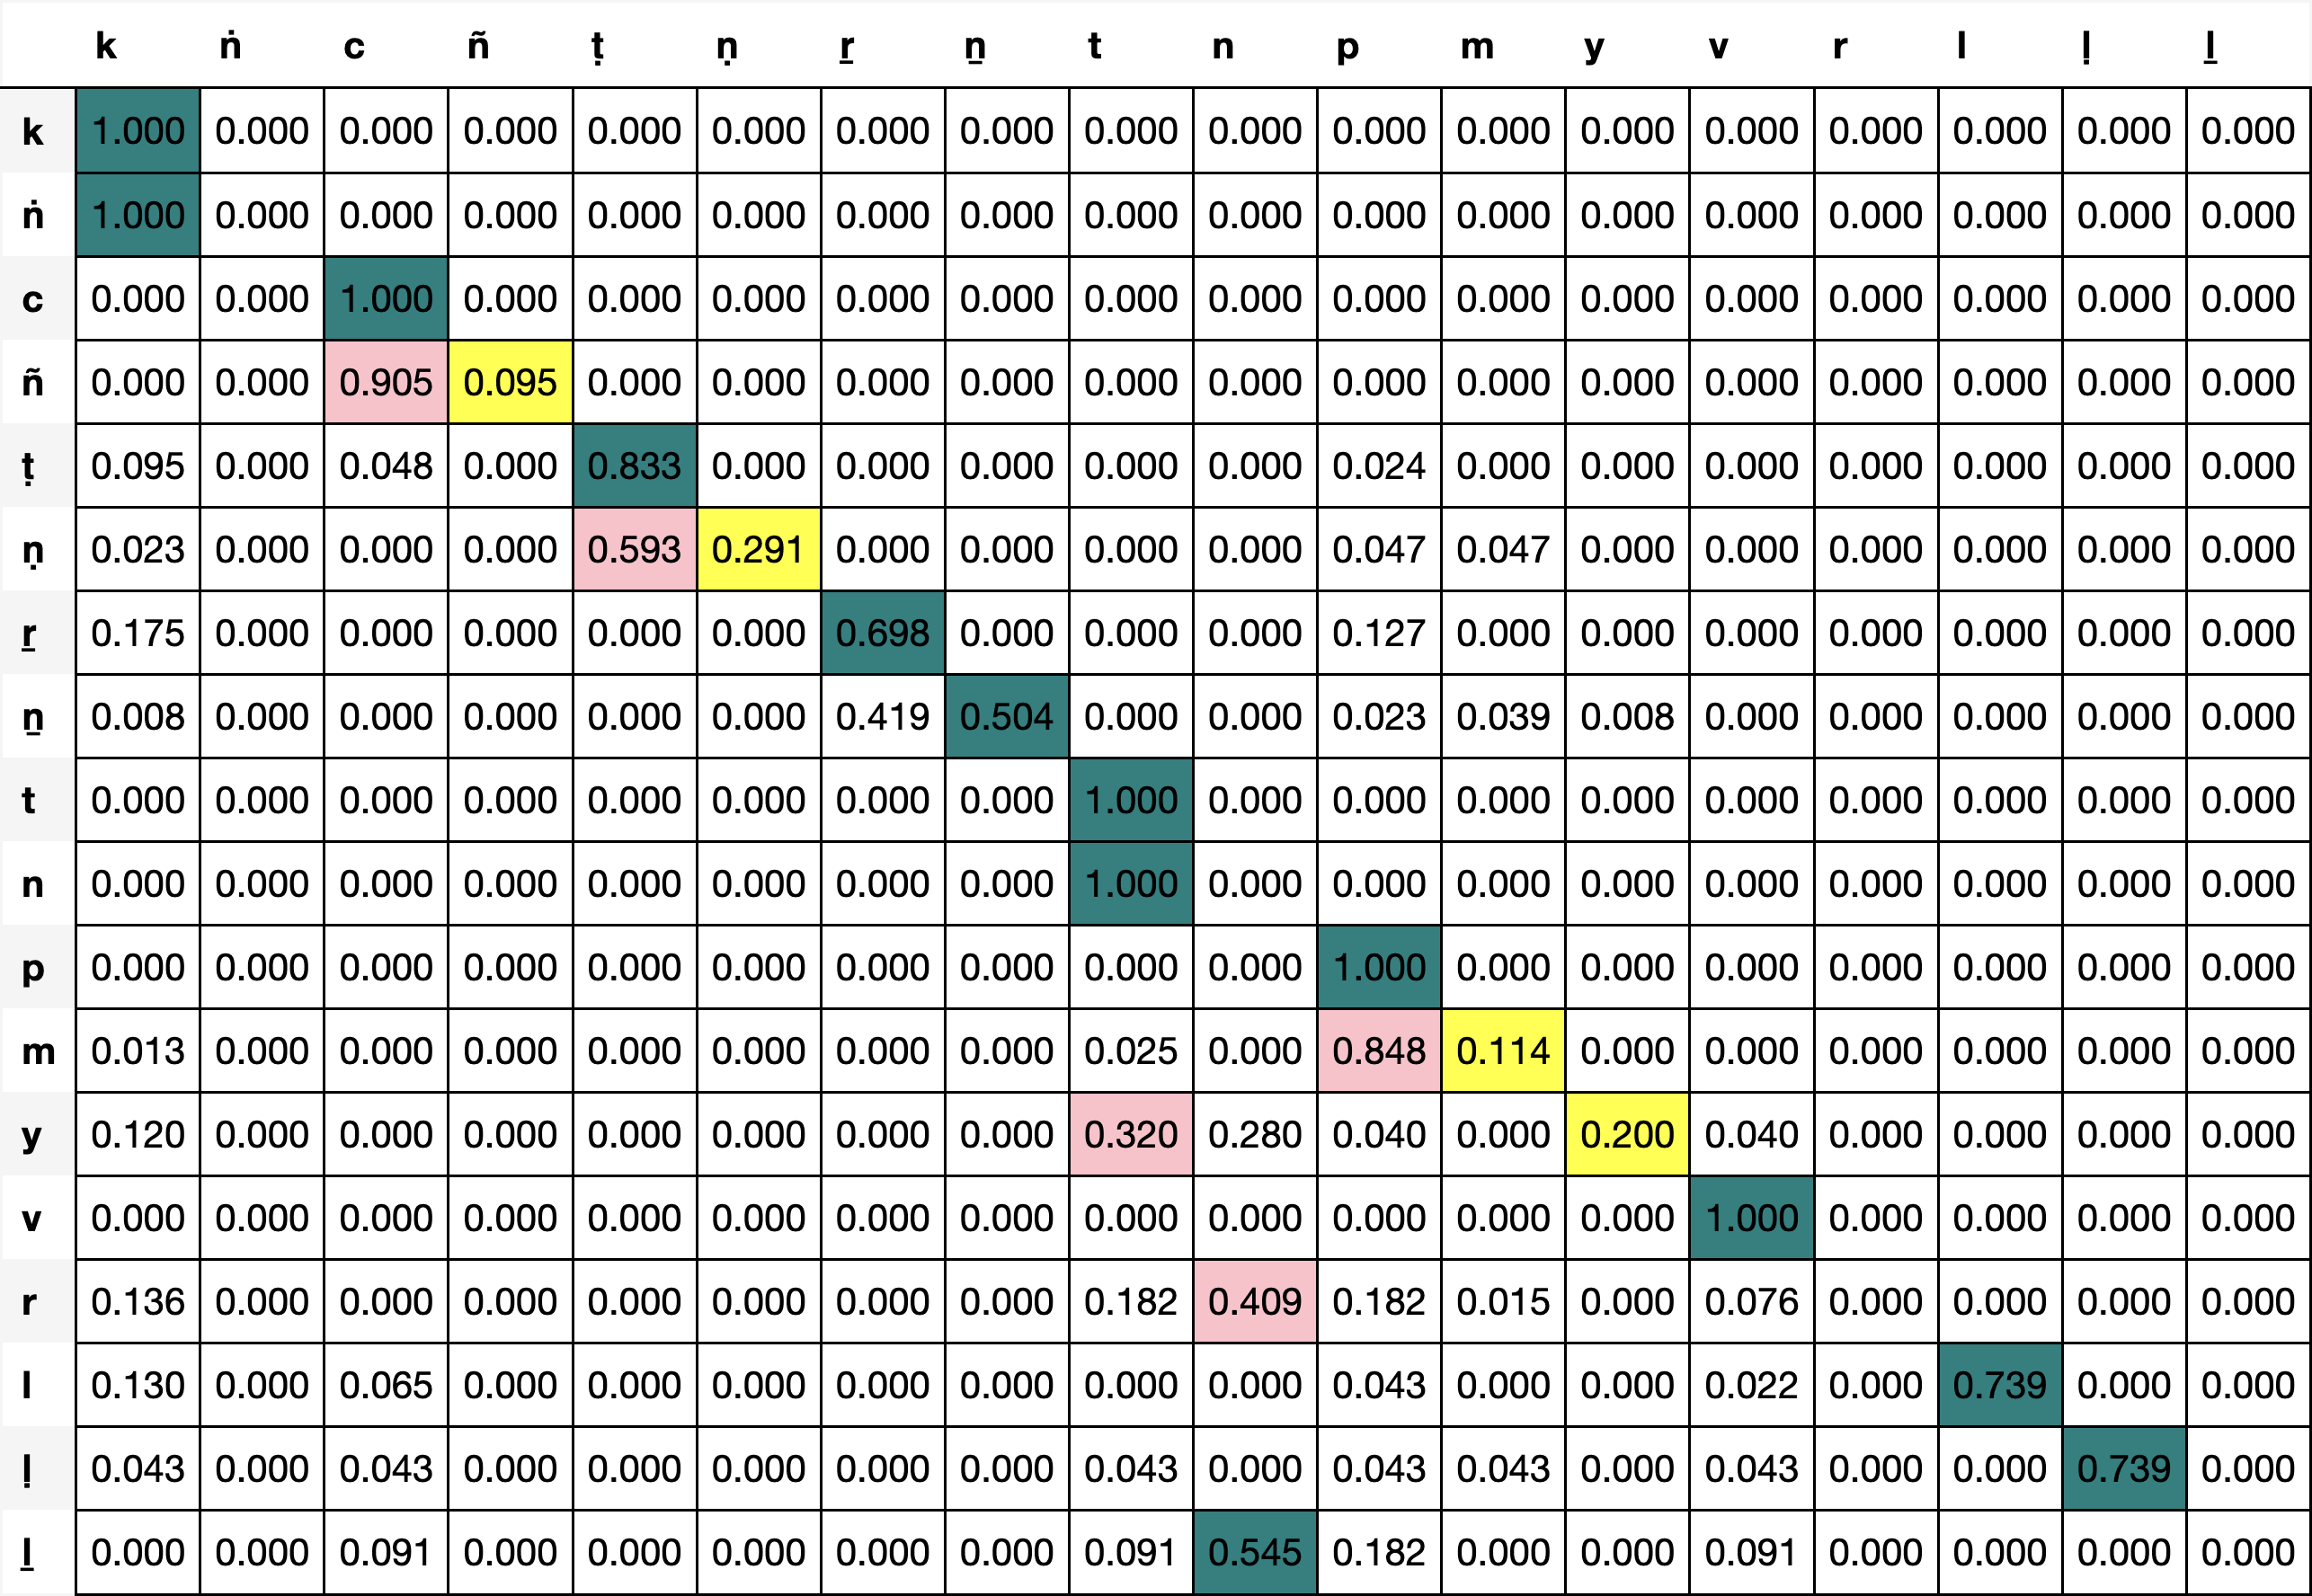 k ṅ c ñ ṭ ṇ ṟ ṉ t n p m y v r l ḷ ḻ
k 1.000 0.000 0.000 0.000 0.000 0.000 0.000 0.000 0.000 0.000 0.000 0.000 0.000 0.000 0.000 0.000 0.000 0.000
ṅ 1.000 0.000 0.000 0.000 0.000 0.000 0.000 0.000 0.000 0.000 0.000 0.000 0.000 0.000 0.000 0.000 0.000 0.000
c 0.000 0.000 1.000 0.000 0.000 0.000 0.000 0.000 0.000 0.000 0.000 0.000 0.000 0.000 0.000 0.000 0.000 0.000
ñ 0.000 0.000 0.905 0.095 0.000 0.000 0.000 0.000 0.000 0.000 0.000 0.000 0.000 0.000 0.000 0.000 0.000 0.000
ṭ 0.095 0.000 0.048 0.000 0.833 0.000 0.000 0.000 0.000 0.000 0.024 0.000 0.000 0.000 0.000 0.000 0.000 0.000
ṇ 0.023 0.000 0.000 0.000 0.593 0.291 0.000 0.000 0.000 0.000 0.047 0.047 0.000 0.000 0.000 0.000 0.000 0.000
ṟ 0.175 0.000 0.000 0.000 0.000 0.000 0.698 0.000 0.000 0.000 0.127 0.000 0.000 0.000 0.000 0.000 0.000 0.000
ṉ 0.008 0.000 0.000 0.000 0.000 0.000 0.419 0.504 0.000 0.000 0.023 0.039 0.008 0.000 0.000 0.000 0.000 0.000
t 0.000 0.000 0.000 0.000 0.000 0.000 0.000 0.000 1.000 0.000 0.000 0.000 0.000 0.000 0.000 0.000 0.000 0.000
n 0.000 0.000 0.000 0.000 0.000 0.000 0.000 0.000 1.000 0.000 0.000 0.000 0.000 0.000 0.000 0.000 0.000 0.000
p 0.000 0.000 0.000 0.000 0.000 0.000 0.000 0.000 0.000 0.000 1.000 0.000 0.000 0.000 0.000 0.000 0.000 0.000
m 0.013 0.000 0.000 0.000 0.000 0.000 0.000 0.000 0.025 0.000 0.848 0.114 0.000 0.000 0.000 0.000 0.000 0.000
y 0.120 0.000 0.000 0.000 0.000 0.000 0.000 0.000 0.320 0.280 0.040 0.000 0.200 0.040 0.000 0.000 0.000 0.000
v 0.000 0.000 0.000 0.000 0.000 0.000 0.000 0.000 0.000 0.000 0.000 0.000 0.000 1.000 0.000 0.000 0.000 0.000
r 0.136 0.000 0.000 0.000 0.000 0.000 0.000 0.000 0.182 0.409 0.182 0.015 0.000 0.076 0.000 0.000 0.000 0.000
l 0.130 0.000 0.065 0.000 0.000 0.000 0.000 0.000 0.000 0.000 0.043 0.000 0.000 0.022 0.000 0.739 0.000 0.000
ḷ 0.043 0.000 0.043 0.000 0.000 0.000 0.000 0.000 0.043 0.000 0.043 0.043 0.000 0.043 0.000 0.000 0.739 0.000
ḻ 0.000 0.000 0.091 0.000 0.000 0.000 0.000 0.000 0.091 0.545 0.182 0.000 0.000 0.091 0.000 0.000 0.000 0.000